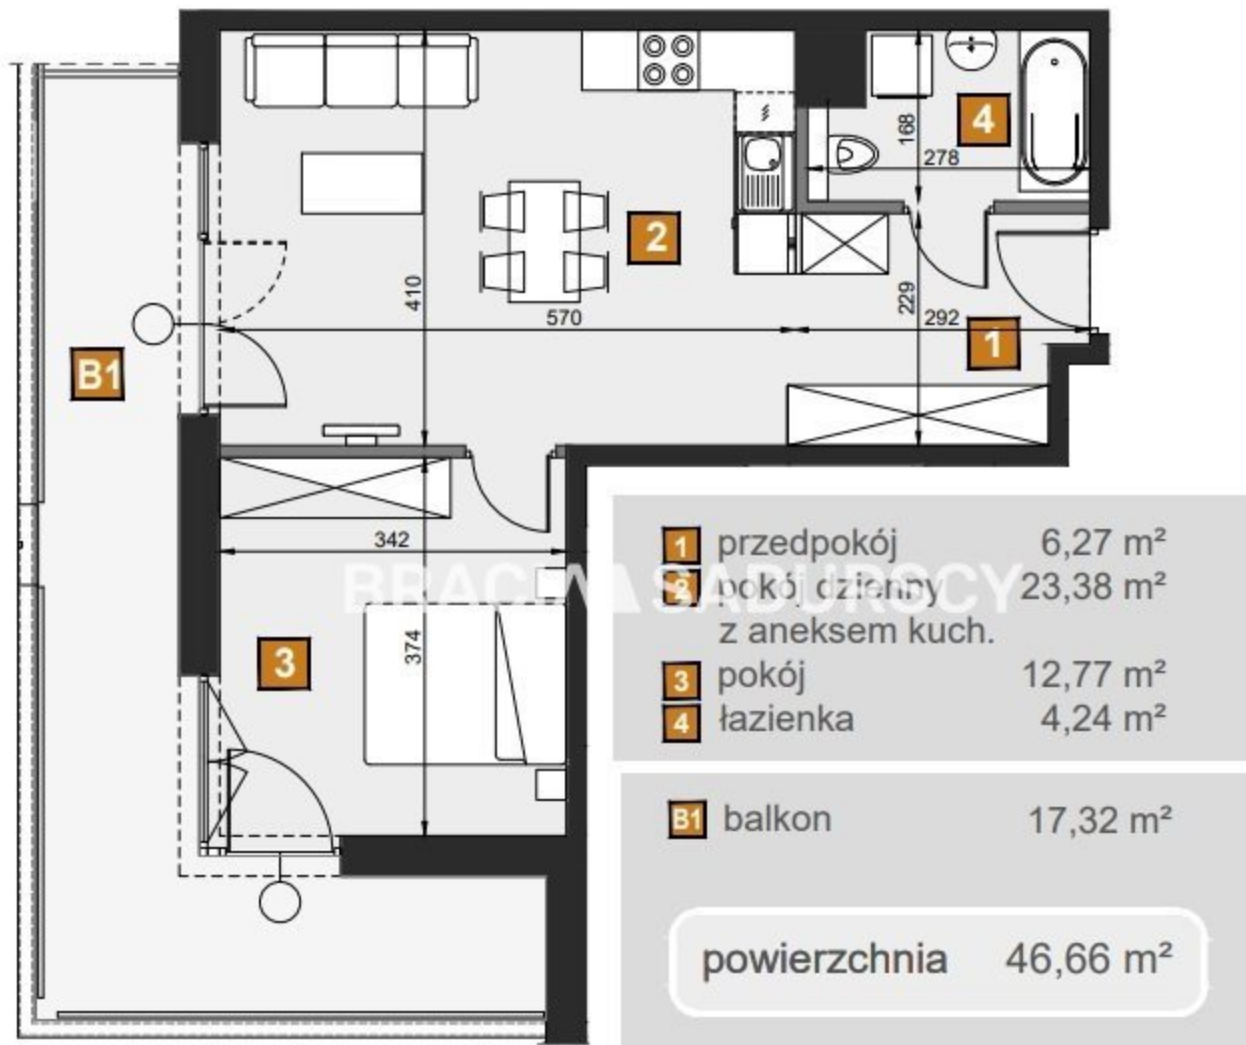 4
168
278
2
410
570
229
292
1
B1
342
374
3
BRACIA SADURSCY
1 przedpokój 6,27 m²
2 pokój dzienny 23,38 m²
z aneksem kuch.
3 pokój 12,77 m²
4 łazienka 4,24 m²
B1 balkon 17,32 m²
powierzchnia 46,66 m²